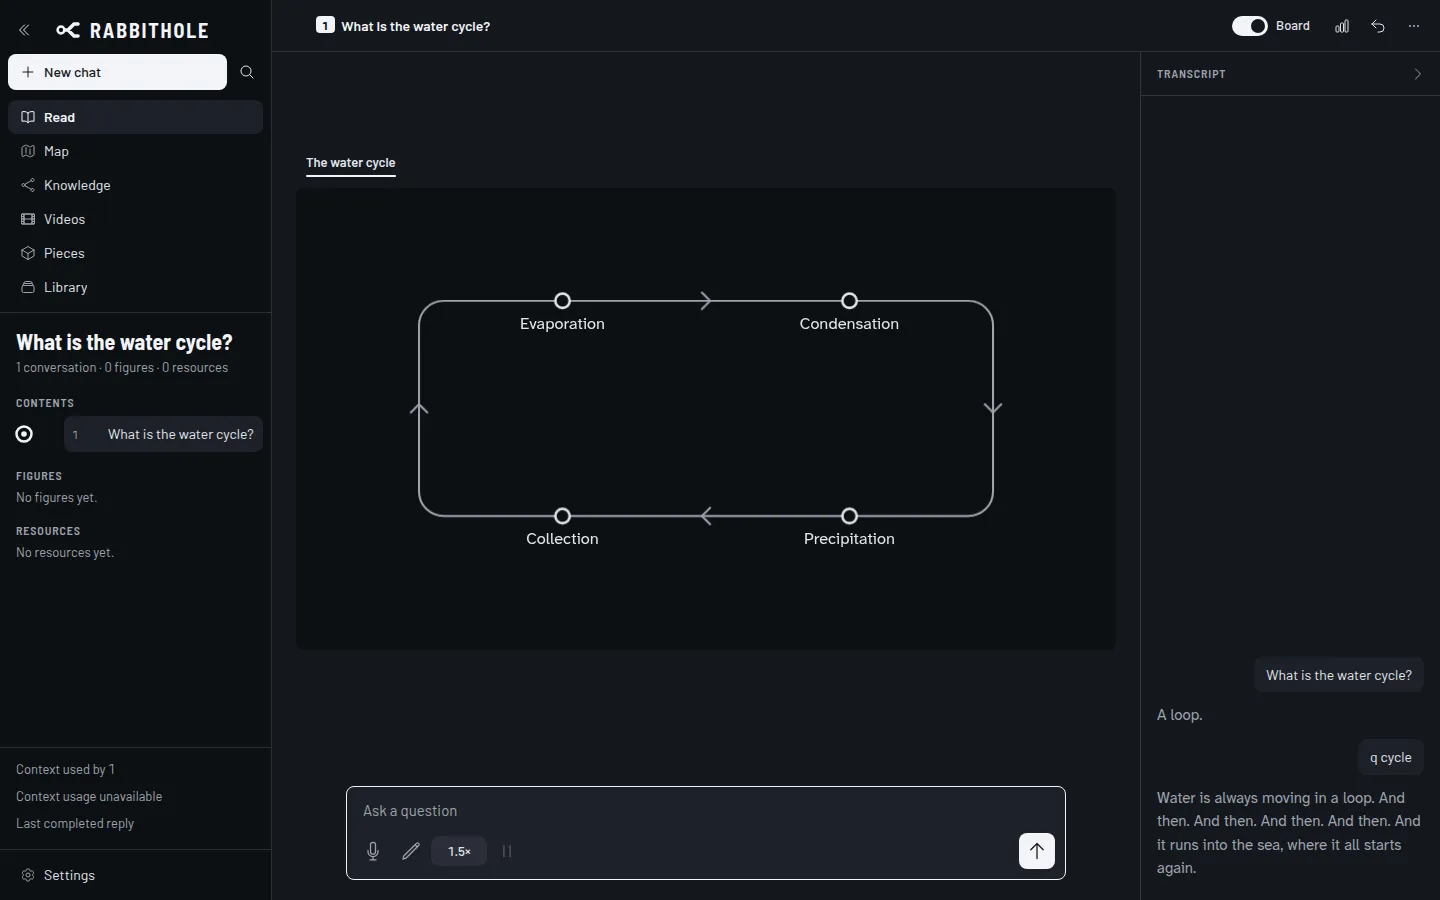 RABBITHOLE
New chat
Read
Map
Knowledge
Videos
Pieces
Library
What is the water cycle?
1 conversation · 0 figures · 0 resources
CONTENTS
1 What is the water cycle?
FIGURES
No figures yet.
RESOURCES
No resources yet.
Context used by 1
Context usage unavailable
Last completed reply
Settings
1 What is the water cycle?
Board
The water cycle
Evaporation
Condensation
Collection
Precipitation
Ask a question
1.5×
TRANSCRIPT
What is the water cycle?
A loop.
q cycle
Water is always moving in a loop. And
then. And then. And then. And then. And
it runs into the sea, where it all starts
again.